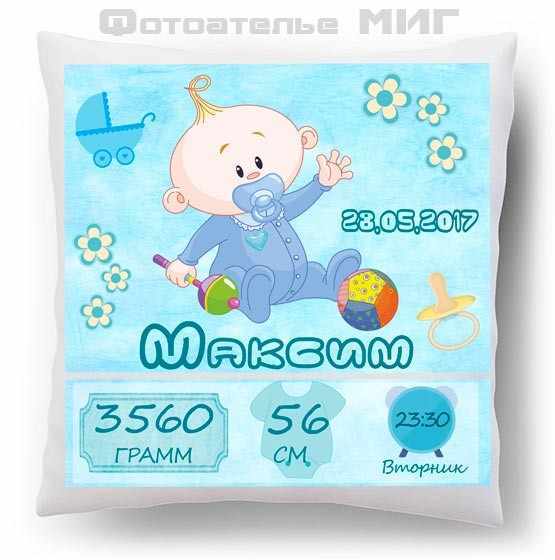 Фотоателье МИГ
28.05.2017
Максим
3560
ГРАММ
56
СМ
23:30
Вторник